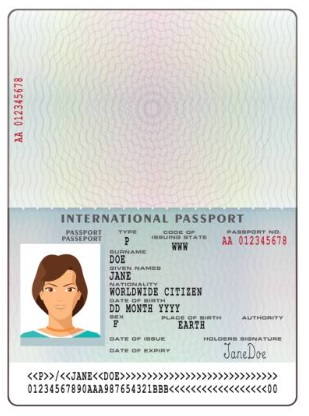 AA 012345678
INTERNATIONAL PASSPORT
PASSPORT TYPE CODE OF ISSUING STATE PASSPORT NO.
PASSEPORT P WWW AA 012345678
SURNAME
DOE
GIVEN NAMES
JANE
NATIONALITY
WORLDWIDE CITIZEN
DATE OF BIRTH
DD MONTH YYYY
SEX PLACE OF BIRTH AUTHORITY
F EARTH
DATE OF ISSUE HOLDERS SIGNATURE
DATE OF EXPIRY JaneDoe
<<P>>/<<JANE<<DOE>>>>>>>>>>>>>>>>>>>>>>>>>>>
01234567890AAA987654321BBB<<<<<<<<<<<<<<<<00